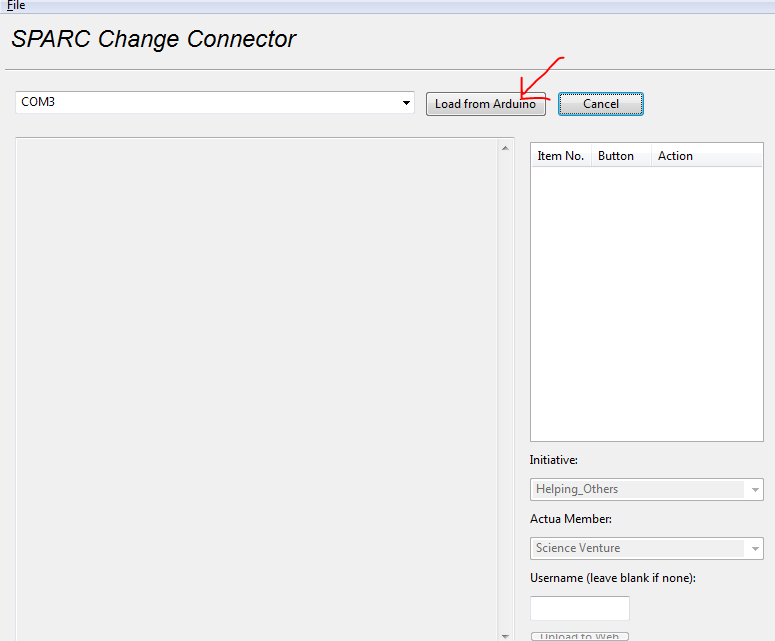 File
SPARC Change Connector
COM3
Load from Arduino
Cancel
Item No. Button Action
Initiative:
Helping_Others
Actua Member:
Science Venture
Username (leave blank if none):
Upload to Web